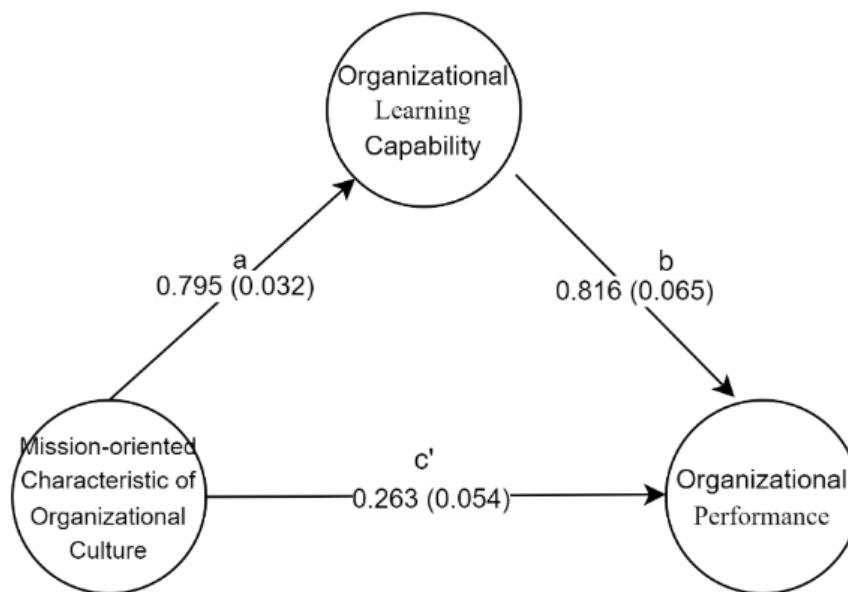 Organizational
Learning
Capability
a
0.795 (0.032)
b
0.816 (0.065)
Mission-oriented
Characteristic of
Organizational
Culture
c'
0.263 (0.054)
Organizational
Performance